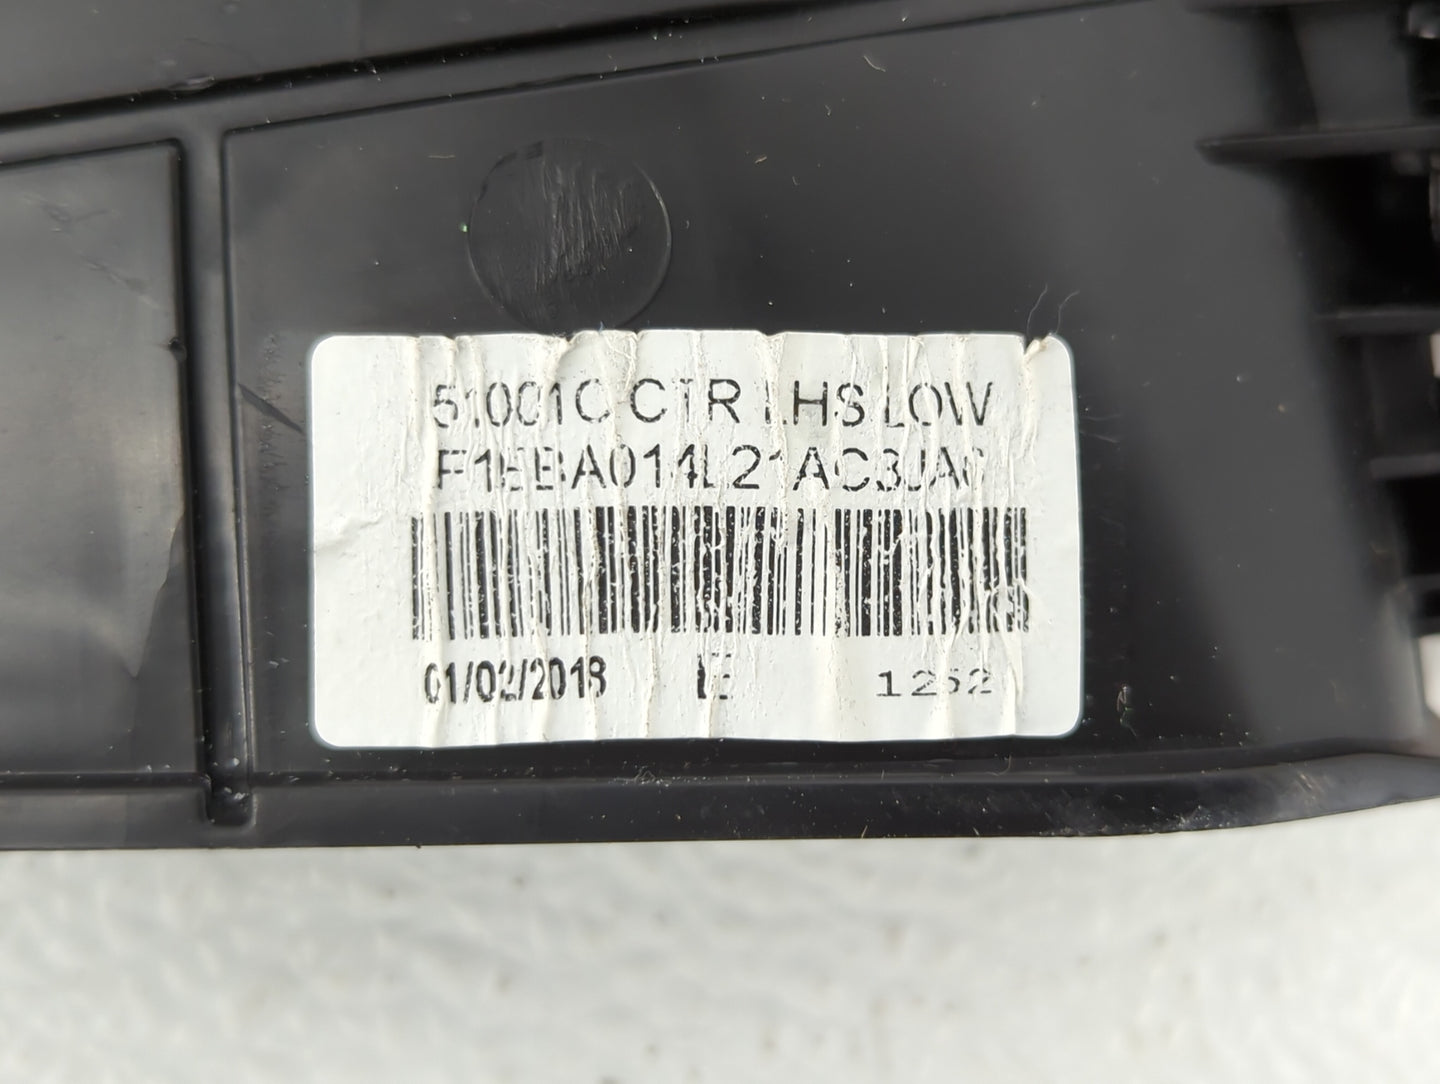 51001C CTR LHS LOW
F1EBA014L21AC3JA6
01/02/2018 1252